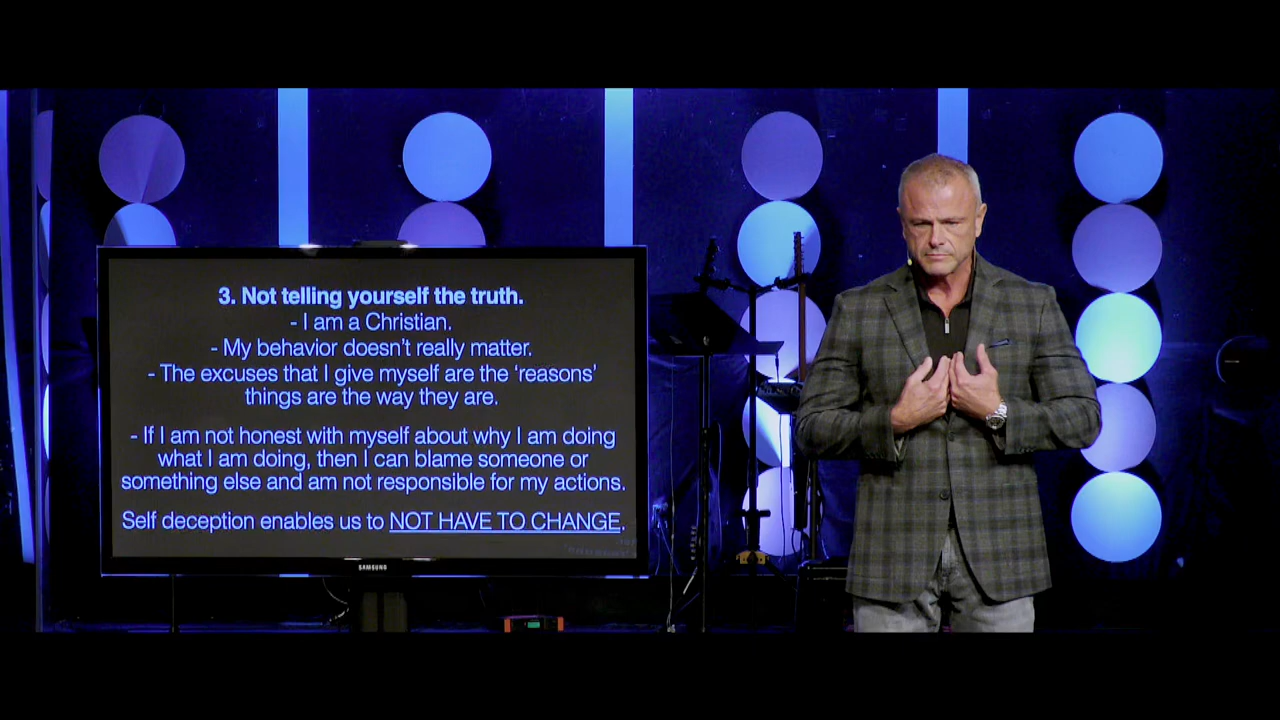 3. Not telling yourself the truth.
- I am a Christian.
- My behavior doesn't really matter.
- The excuses that I give myself are the 'reasons'
things are the way they are.
- If I am not honest with myself about why I am doing
what I am doing, then I can blame someone or
something else and am not responsible for my actions.
Self deception enables us to NOT HAVE TO CHANGE.
SAMSUNG